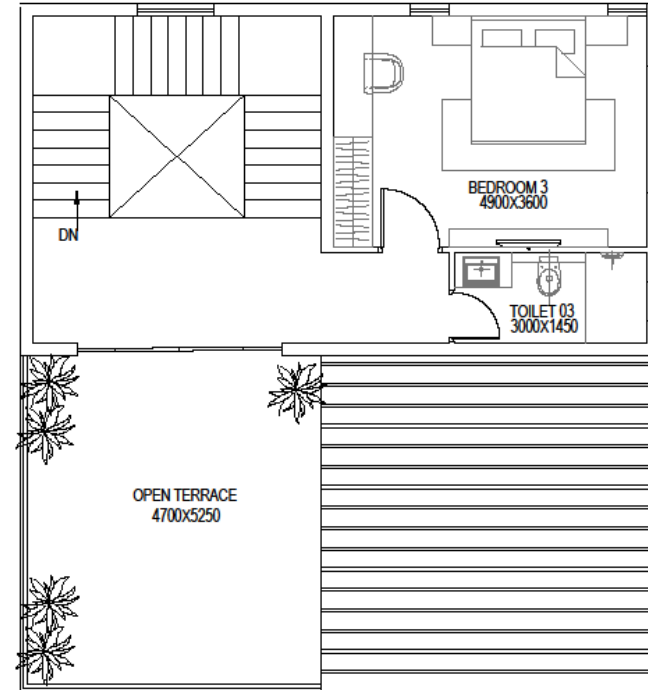 BEDROOM 3
4900X3600
DN
TOILET 03
3000X1450
OPEN TERRACE
4700X5250